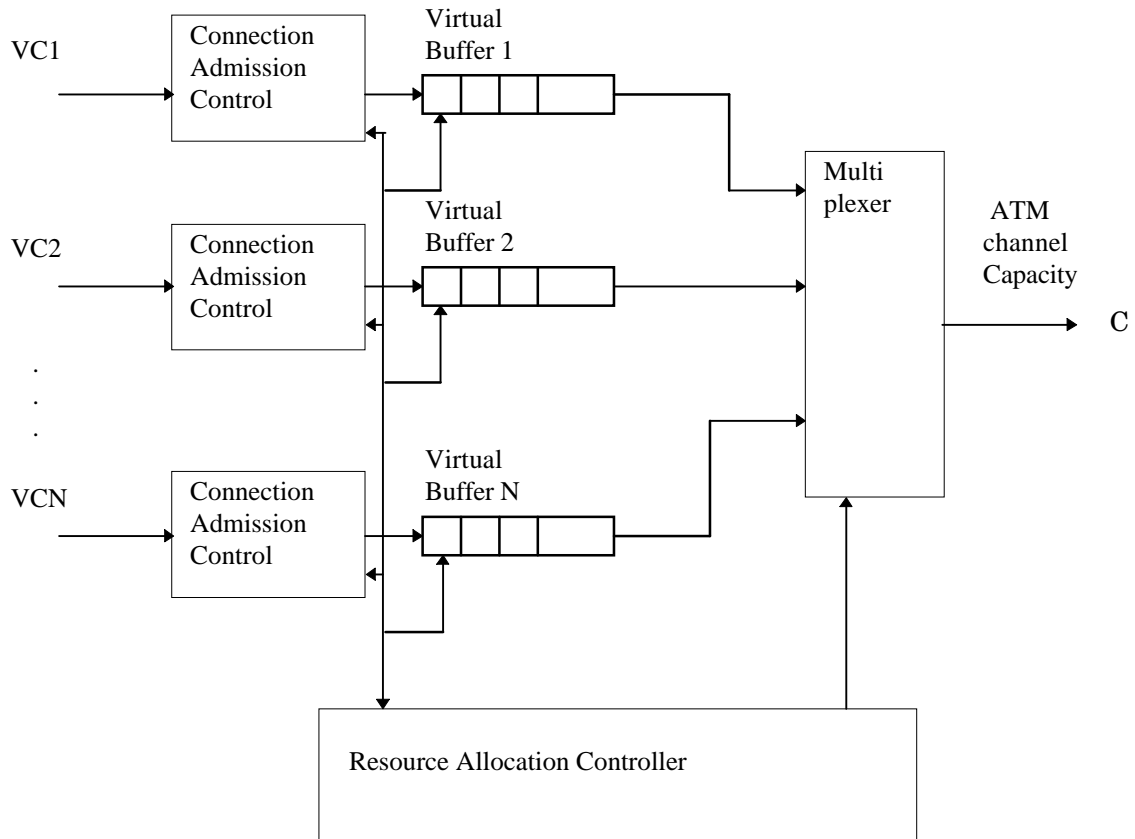 VC1
Connection
Admission
Control
Virtual
Buffer 1
VC2
Connection
Admission
Control
Virtual
Buffer 2
.
.
.
VCN
Connection
Admission
Control
Virtual
Buffer N
Multi
plexer
ATM
channel
Capacity
C
Resource Allocation Controller